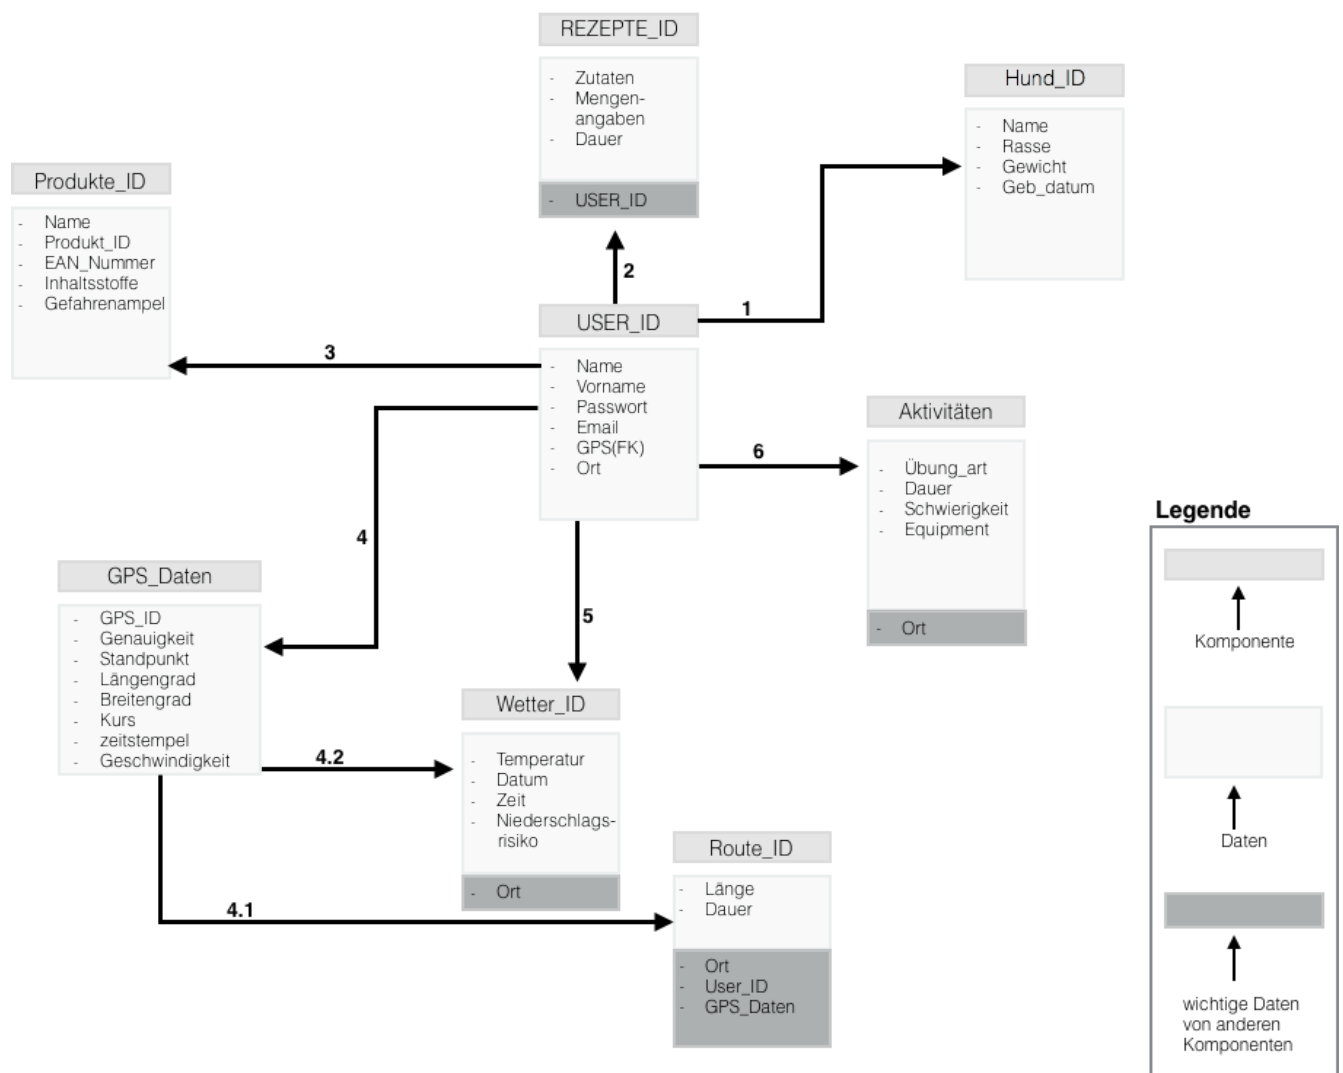 REZEPTE_ID
- Zutaten
- Mengen-
angaben
- Dauer
- USER_ID
Hund_ID
- Name
- Rasse
- Gewicht
- Geb_datum
Produkte_ID
- Name
- Produkt_ID
- EAN_Nummer
- Inhaltsstoffe
- Gefahrenampel
2
1
3
USER_ID
- Name
- Vorname
- Passwort
- Email
- GPS(FK)
- Ort
6
Aktivitäten
- Übung_art
- Dauer
- Schwierigkeit
- Equipment
- Ort
4
5
GPS_Daten
- GPS_ID
- Genauigkeit
- Standpunkt
- Längengrad
- Breitengrad
- Kurs
- zeitstempel
- Geschwindigkeit
4.2
4.1
Wetter_ID
- Temperatur
- Datum
- Zeit
- Niederschlags-
risiko
- Ort
Route_ID
- Länge
- Dauer
- Ort
- User_ID
- GPS_Daten
Legende
Komponente
Daten
wichtige Daten
von anderen
Komponenten